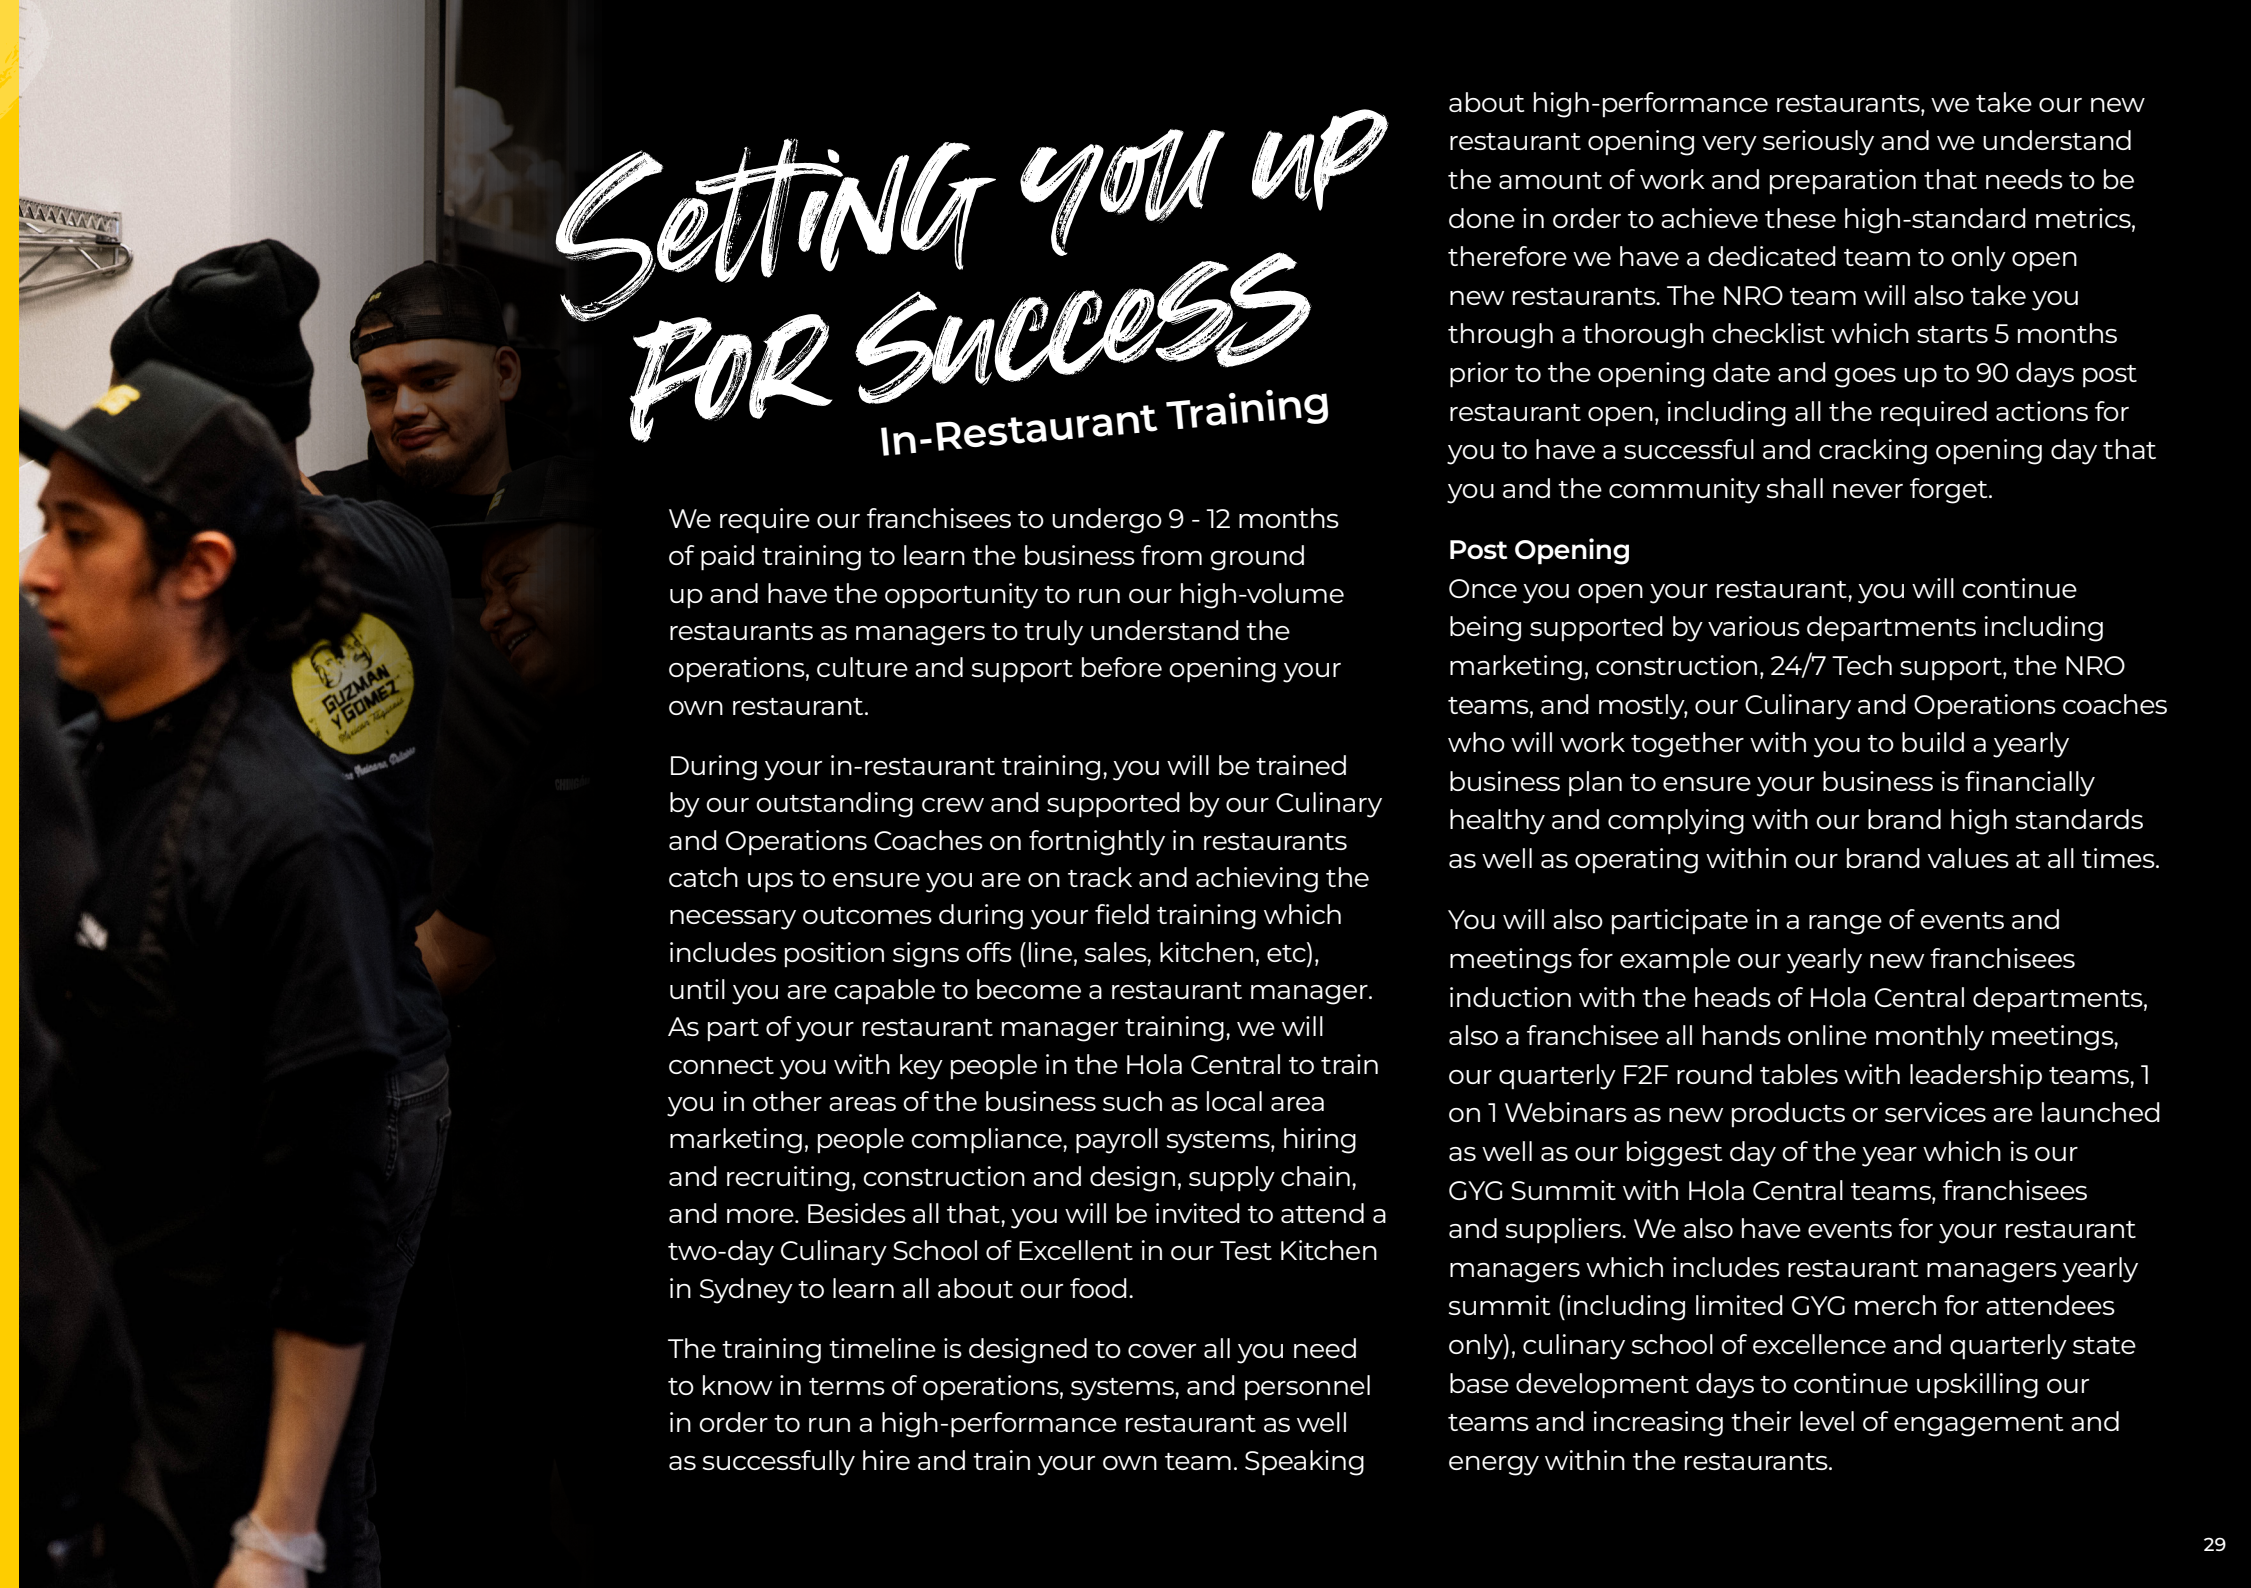 Setting you up
for success
In-Restaurant Training
We require our franchisees to undergo 9 - 12 months
of paid training to learn the business from ground
up and have the opportunity to run our high-volume
restaurants as managers to truly understand the
operations, culture and support before opening your
own restaurant.
During your in-restaurant training, you will be trained
by our outstanding crew and supported by our Culinary
and Operations Coaches on fortnightly in restaurants
catch ups to ensure you are on track and achieving the
necessary outcomes during your field training which
includes position signs offs (line, sales, kitchen, etc),
until you are capable to become a restaurant manager.
As part of your restaurant manager training, we will
connect you with key people in the Hola Central to train
you in other areas of the business such as local area
marketing, people compliance, payroll systems, hiring
and recruiting, construction and design, supply chain,
and more. Besides all that, you will be invited to attend a
two-day Culinary School of Excellent in our Test Kitchen
in Sydney to learn all about our food.
The training timeline is designed to cover all you need
to know in terms of operations, systems, and personnel
in order to run a high-performance restaurant as well
as successfully hire and train your own team. Speaking
about high-performance restaurants, we take our new
restaurant opening very seriously and we understand
the amount of work and preparation that needs to be
done in order to achieve these high-standard metrics,
therefore we have a dedicated team to only open
new restaurants. The NRO team will also take you
through a thorough checklist which starts 5 months
prior to the opening date and goes up to 90 days post
restaurant open, including all the required actions for
you to have a successful and cracking opening day that
you and the community shall never forget.
Post Opening
Once you open your restaurant, you will continue
being supported by various departments including
marketing, construction, 24/7 Tech support, the NRO
teams, and mostly, our Culinary and Operations coaches
who will work together with you to build a yearly
business plan to ensure your business is financially
healthy and complying with our brand high standards
as well as operating within our brand values at all times.
You will also participate in a range of events and
meetings for example our yearly new franchisees
induction with the heads of Hola Central departments,
also a franchisee all hands online monthly meetings,
our quarterly F2F round tables with leadership teams, 1
on 1 Webinars as new products or services are launched
as well as our biggest day of the year which is our
GYG Summit with Hola Central teams, franchisees
and suppliers. We also have events for your restaurant
managers which includes restaurant managers yearly
summit (including limited GYG merch for attendees
only), culinary school of excellence and quarterly state
base development days to continue upskilling our
teams and increasing their level of engagement and
energy within the restaurants.
GUZMAN
Y GOMEZ
29